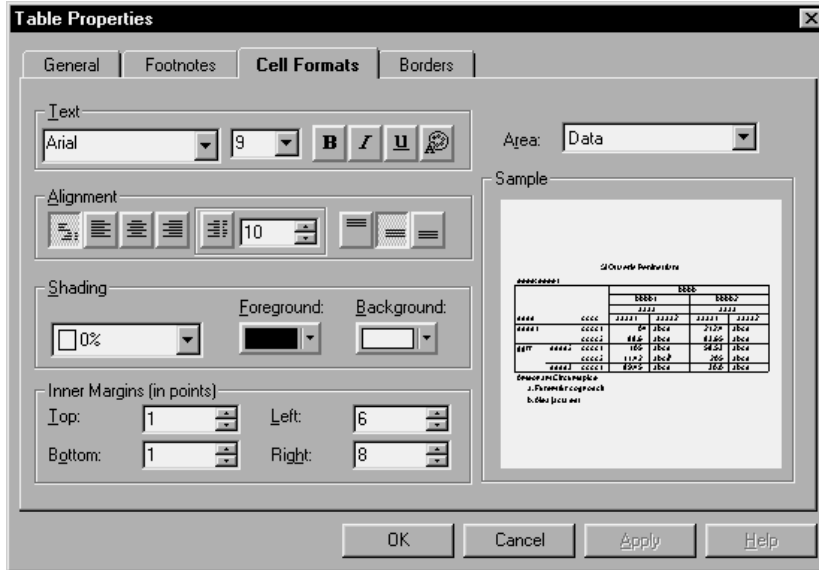 Table Properties
General Footnotes Cell Formats Borders
Text
Arial 9 B I U A
Area: Data
Alignment
10
Sample
Shading
Foreground: Background:
0%
Inner Margins (in points)
Top: 1 Left: 6
Bottom: 1 Right: 8
OK Cancel Apply Help